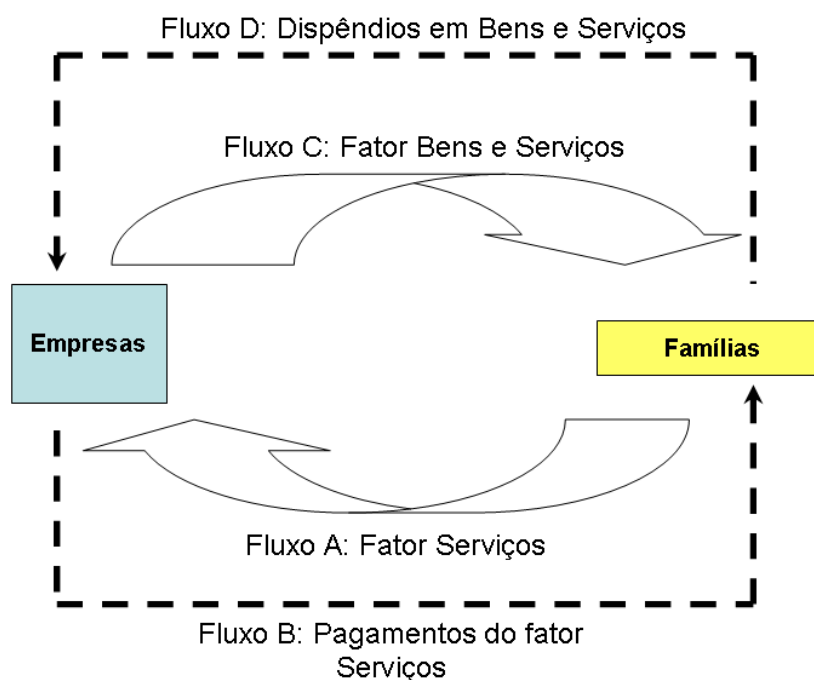 Fluxo D: Dispêndios em Bens e Serviços
Fluxo C: Fator Bens e Serviços
Empresas
Famílias
Fluxo A: Fator Serviços
Fluxo B: Pagamentos do fator
Serviços